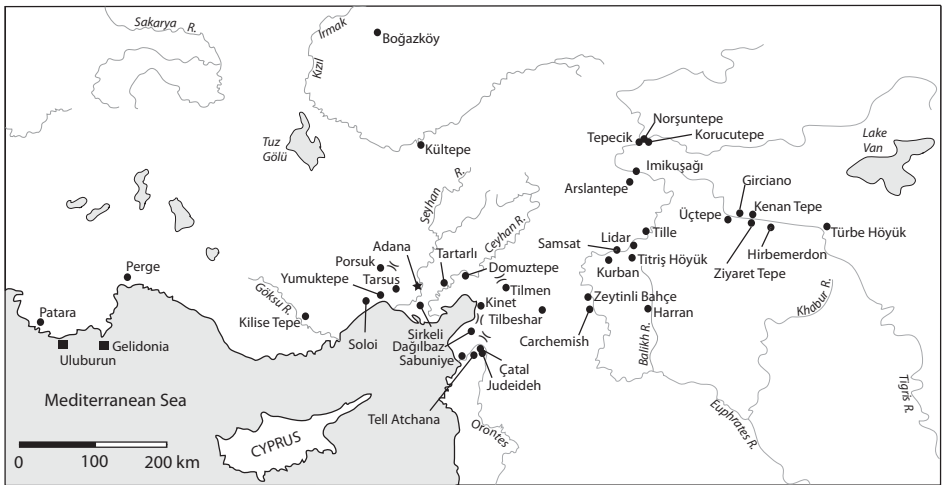 Sakarya R.
Irmak
Kızıl
Boğazköy
Tuz
Gölü
Kültepe
Norşuntepe
Tepecik
Korucutepe
Lake
Van
Imikuşağı
Arslantepe
Girciano
Kenan Tepe
Üçtepe
Türbe Höyük
Hirbemerdon
Ziyaret Tepe
Seyhan R.
Ceyhan R.
Adana
Tartarlı
Samsat
Lidar
Tille
Titriş Höyük
Kurban
Porsuk
Domuztepe
Perge
Yumuktepe
Tarsus
Tilmen
Zeytinli Bahçe
Khabur R.
Göksu R.
Kinet
Harran
Patara
Kilise Tepe
Tilbeshar
Soloi
Sirkeli
Carchemish
Dağılbaz
Balikh R.
Uluburun
Gelidonia
Sabuniye
Çatal
Judeideh
Tigris R.
Mediterranean Sea
Tell Atchana
Euphrates R.
Orontes
CYPRUS
0 100 200 km